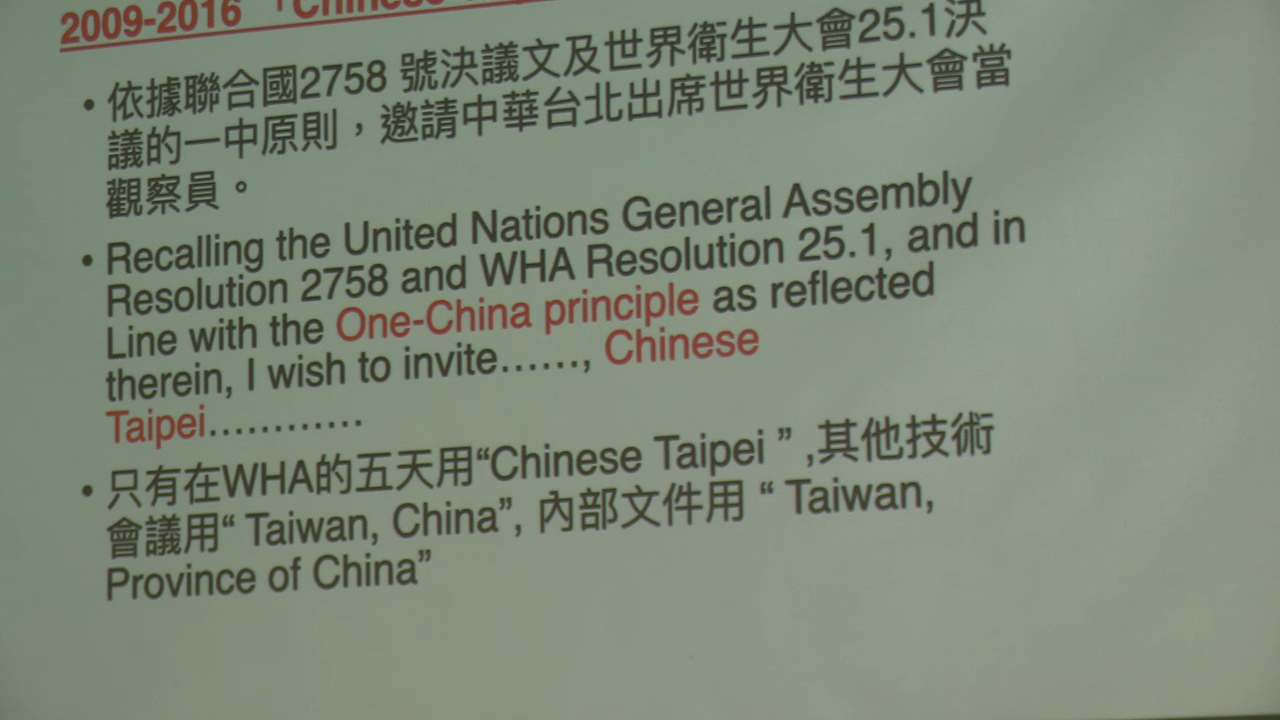 2009-2016 「Chinese
• 依據聯合國2758 號決議文及世界衛生大會25.1決
議的一中原則，邀請中華台北出席世界衛生大會當
觀察員。
• Recalling the United Nations General Assembly
Resolution 2758 and WHA Resolution 25.1, and in
Line with the One-China principle as reflected
therein, I wish to invite……, Chinese
Taipei…………
• 只有在WHA的五天用“Chinese Taipei ” ,其他技術
會議用“ Taiwan, China”, 內部文件用 “ Taiwan,
Province of China”